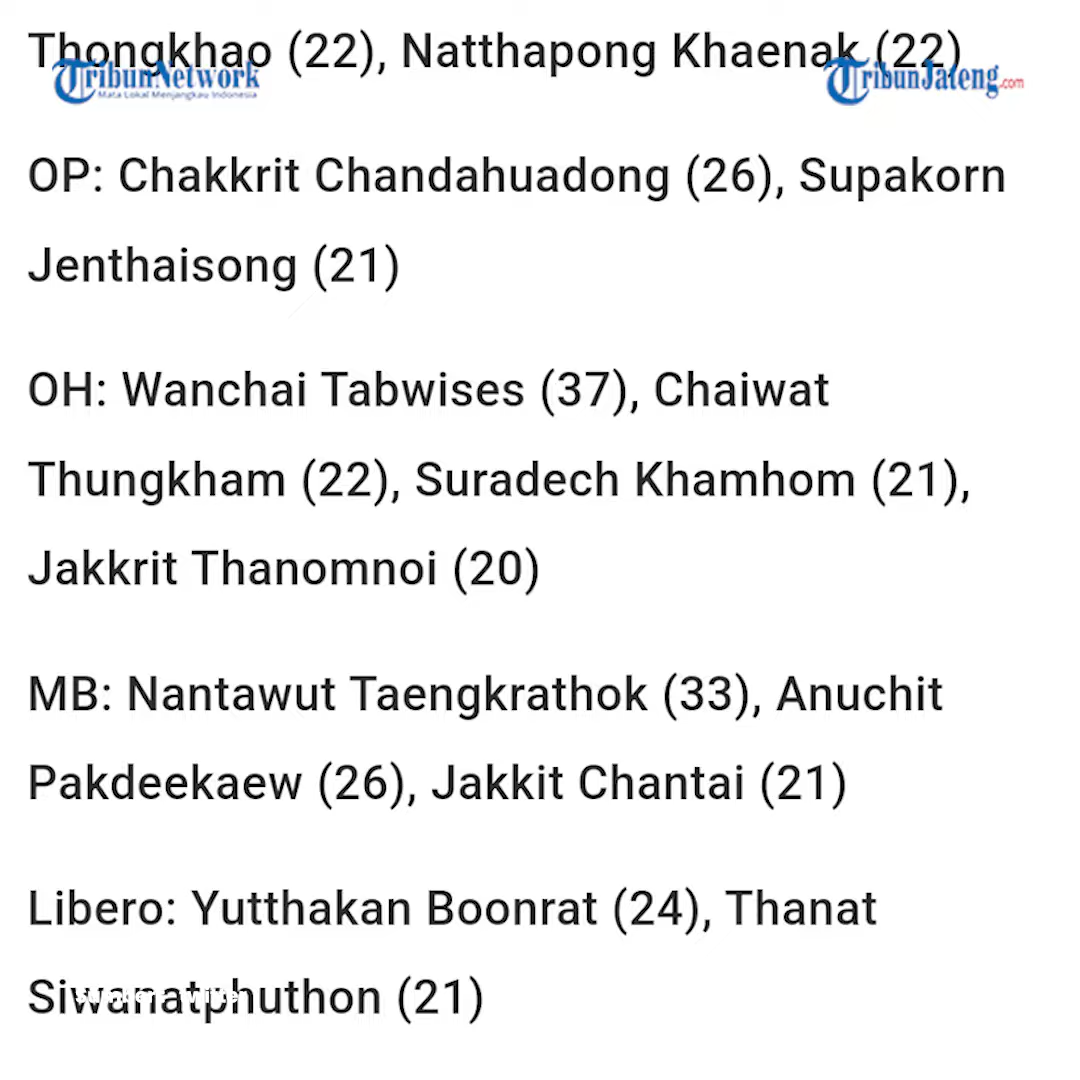 Thongkhao (22), Natthapong Khaenak (22)
TribunNetwork
Mata Lokal Menjangkau Indonesia
TribunJateng.com
OP: Chakkrit Chandahuadong (26), Supakorn
Jenthaisong (21)
OH: Wanchai Tabwises (37), Chaiwat
Thungkham (22), Suradech Khamhom (21),
Jakkrit Thanomnoi (20)
MB: Nantawut Taengkrathok (33), Anuchit
Pakdeekaew (26), Jakkit Chantai (21)
Libero: Yutthakan Boonrat (24), Thanat
Siwanatphuthon (21)